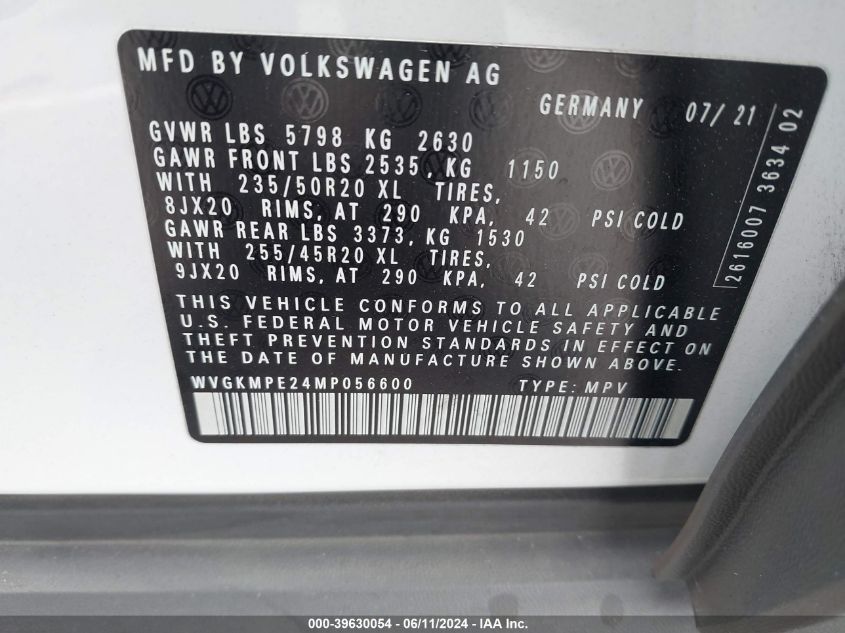 MFD BY VOLKSWAGEN AG
GERMANY 07/21
GVWR LBS 5798 KG 2630
GAWR FRONT LBS 2535, KG 1150
WITH 235/50R20 XL TIRES,
8JX20 RIMS, AT 290 KPA, 42 PSI COLD
GAWR REAR LBS 3373, KG 1530
WITH 255/45R20 XL TIRES,
9JX20 RIMS, AT 290 KPA, 42 PSI COLD
THIS VEHICLE CONFORMS TO ALL APPLICABLE
U.S. FEDERAL MOTOR VEHICLE SAFETY AND
THEFT PREVENTION STANDARDS IN EFFECT ON
THE DATE OF MANUFACTURE SHOWN ABOVE.
WVGKMPE24MP056600 TYPE: MPV
2616007 3634 02
000-39630054 - 06/11/2024 - WWW.IAAI.COM.